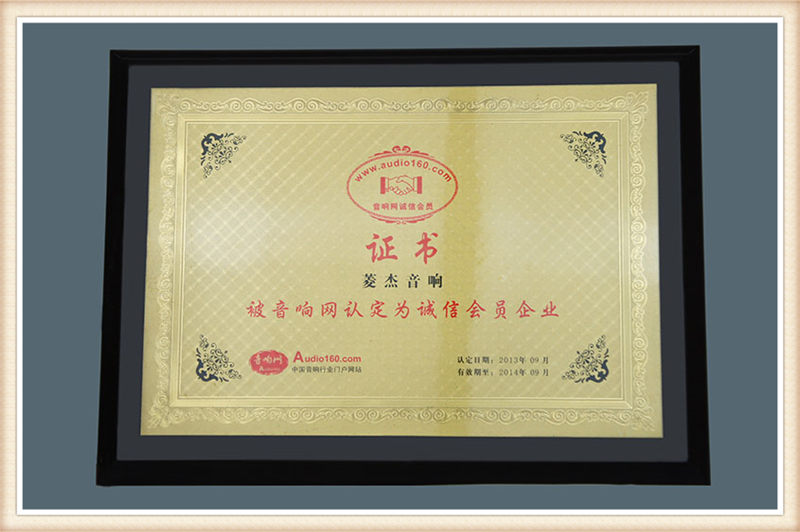 www.audio160.com
音响网诚信会员
证书
菱杰音响
被音响网认定为诚信会员企业
音响网
Audio160.com
中国音响行业门户网站
认定日期：2013年09月
有效期至：2014年09月